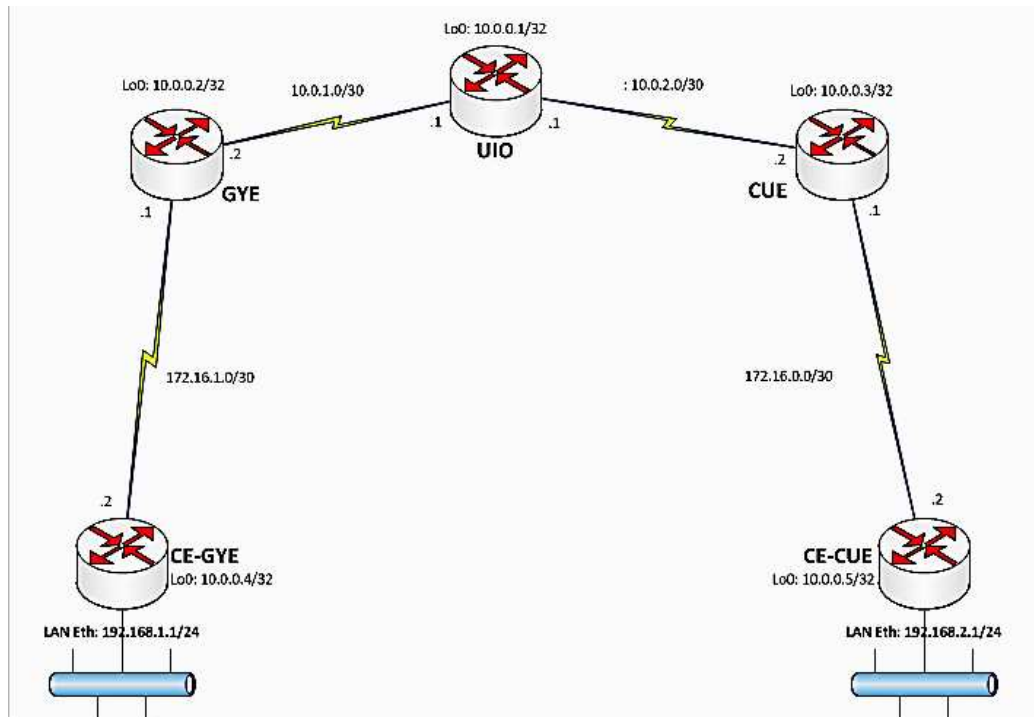 Lo0: 10.0.0.1/32
Lo0: 10.0.0.2/32
10.0.1.0/30
: 10.0.2.0/30
Lo0: 10.0.0.3/32
.1
.1
UIO
.2
GYE
.2
CUE
.1
.1
172.16.1.0/30
172.16.0.0/30
.2
.2
CE-GYE
Lo0: 10.0.0.4/32
CE-CUE
Lo0: 10.0.0.5/32
LAN Eth: 192.168.1.1/24
LAN Eth: 192.168.2.1/24